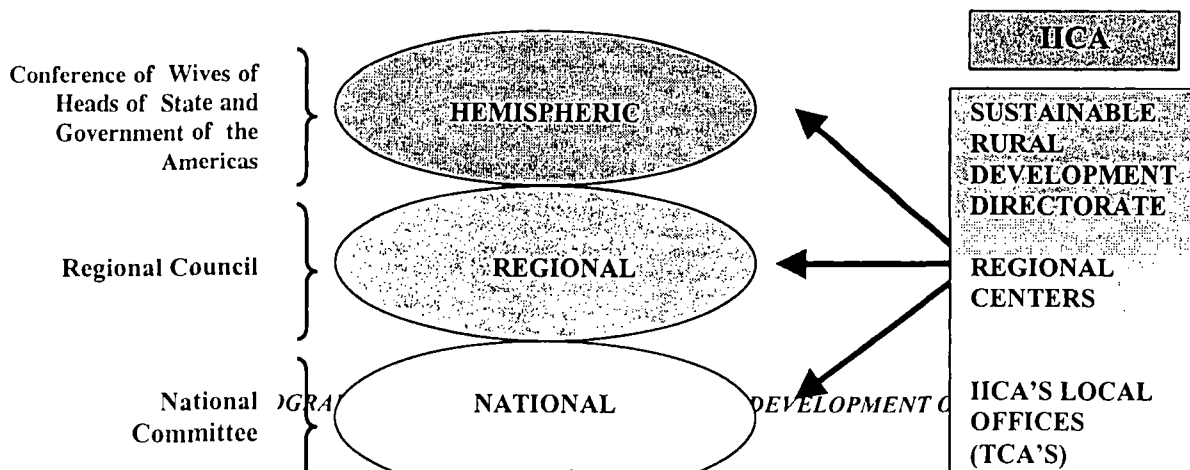 Conference of Wives of
Heads of State and
Government of the
Americas
HEMISPHERIC
IICA
SUSTAINABLE
RURAL
DEVELOPMENT
DIRECTORATE
Regional Council
REGIONAL
REGIONAL
CENTERS
National
Committee
NATIONAL
DEVELOPMENT
IICA'S LOCAL
OFFICES
(TCA'S)